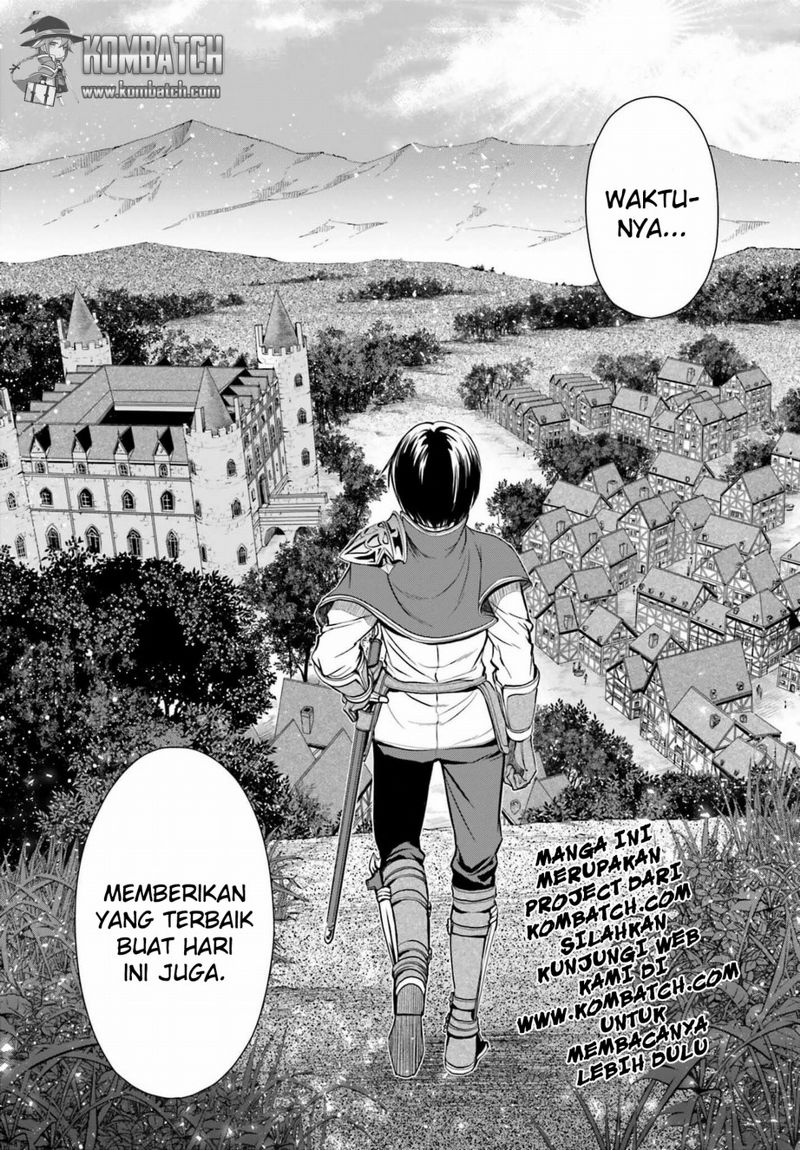 KOMBATCH
www.kombatch.com
WAKTU-
NYA...
MEMBERIKAN
YANG TERBAIK
BUAT HARI
INI JUGA.
MANGA INI
MERUPAKAN
PROJECT DARI
KOMBATCH.COM
SILAHKAN
KUNJUNGI WEB
KAMI DI
WWW.KOMBATCH.COM
UNTUK
MEMBACANYA
LEBIH DULU